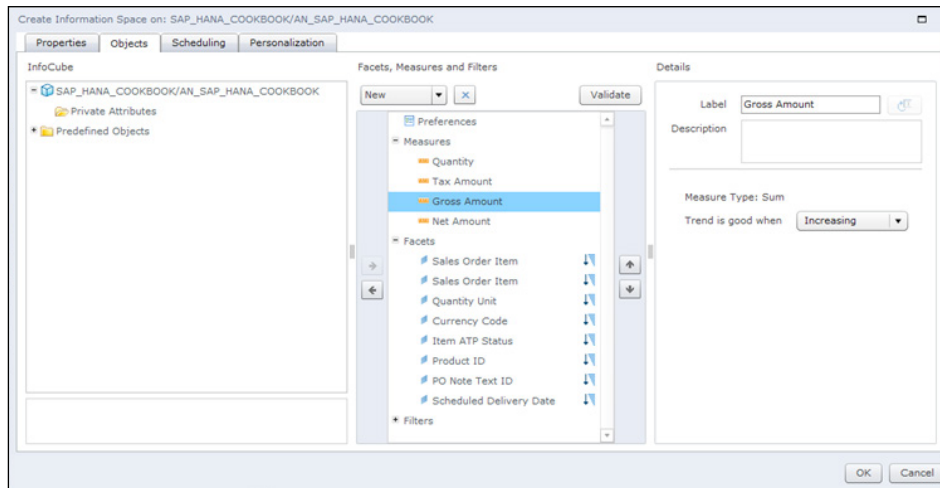 Create Information Space on: SAP_HANA_COOKBOOK/AN_SAP_HANA_COOKBOOK
Properties Objects Scheduling Personalization
InfoCube
SAP_HANA_COOKBOOK/AN_SAP_HANA_COOKBOOK
Private Attributes
Predefined Objects
Facets, Measures and Filters
New
Validate
Preferences
Measures
Quantity
Tax Amount
Gross Amount
Net Amount
Facets
Sales Order Item
Sales Order Item
Quantity Unit
Currency Code
Item ATP Status
Product ID
PO Note Text ID
Scheduled Delivery Date
Filters
Details
Label Gross Amount
Description
Measure Type: Sum
Trend is good when Increasing
OK Cancel